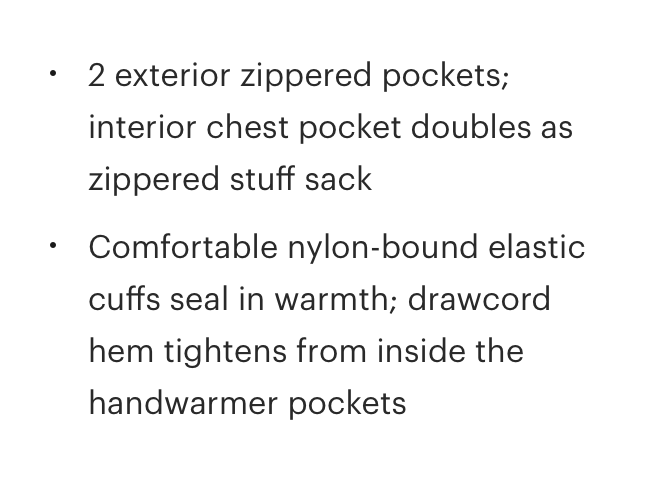 • 2 exterior zippered pockets;
interior chest pocket doubles as
zippered stuff sack
• Comfortable nylon-bound elastic
cuffs seal in warmth; drawcord
hem tightens from inside the
handwarmer pockets